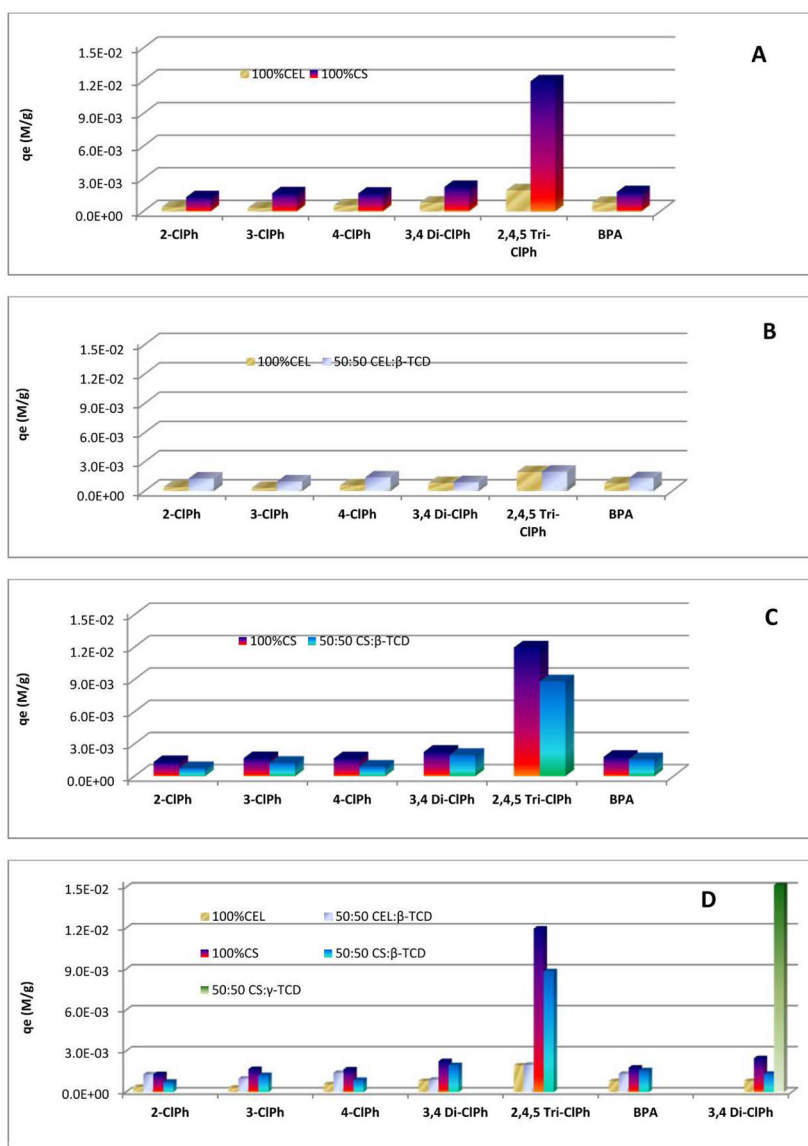 A
1.5E-02
1.2E-02
9.0E-03
6.0E-03
3.0E-03
0.0E+00
qe (M/g)
100%CEL 100%CS
2-ClPh 3-ClPh 4-ClPh 3,4 Di-ClPh 2,4,5 Tri- BPA
ClPh
B
1.5E-02
1.2E-02
9.0E-03
6.0E-03
3.0E-03
0.0E+00
qe (M/g)
100%CEL 50:50 CEL:β-TCD
2-ClPh 3-ClPh 4-ClPh 3,4 Di-ClPh 2,4,5 Tri- BPA
ClPh
C
1.5E-02
1.2E-02
9.0E-03
6.0E-03
3.0E-03
0.0E+00
qe (M/g)
100%CS 50:50 CS:β-TCD
2-ClPh 3-ClPh 4-ClPh 3,4 Di-ClPh 2,4,5 Tri-ClPh BPA
D
1.5E-02
1.2E-02
9.0E-03
6.0E-03
3.0E-03
0.0E+00
qe (M/g)
100%CEL 50:50 CEL:β-TCD
100%CS 50:50 CS:β-TCD
50:50 CS:γ-TCD
2-ClPh 3-ClPh 4-ClPh 3,4 Di-ClPh 2,4,5 Tri-ClPh BPA 3,4 Di-ClPh